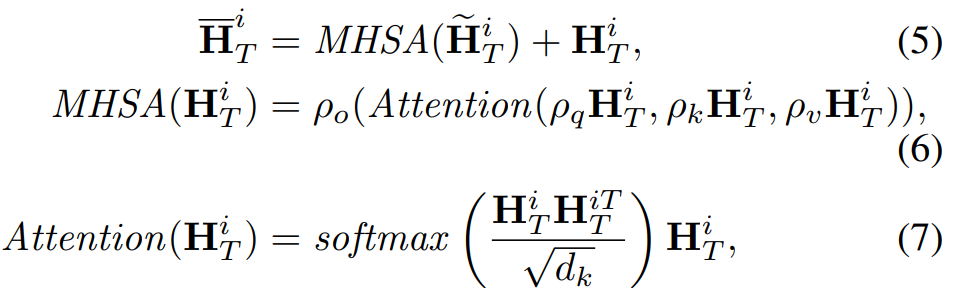 $\overline{\mathbf{H}}_T^i = MHSA(\widetilde{\mathbf{H}}_T^i) + \mathbf{H}_T^i,$ (5)
$MHSA(\mathbf{H}_T^i) = \rho_o(Attention(\rho_q\mathbf{H}_T^i, \rho_k\mathbf{H}_T^i, \rho_v\mathbf{H}_T^i)),$
(6)
$Attention(\mathbf{H}_T^i) = softmax\left(\frac{\mathbf{H}_T^i\mathbf{H}_T^{iT}}{\sqrt{d_k}}\right)\mathbf{H}_T^i,$ (7)